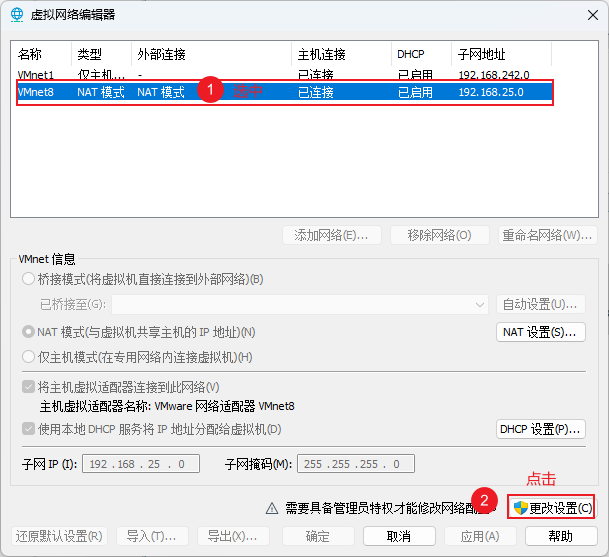 虚拟网络编辑器
名称 类型 外部连接 主机连接 DHCP 子网地址
VMnet1 仅主机... - 已连接 已启用 192.168.242.0
VMnet8 NAT 模式 NAT 模式 1 选中 已连接 已启用 192.168.25.0
添加网络(E)... 移除网络(O) 重命名网络(W)...
VMnet 信息
桥接模式(将虚拟机直接连接到外部网络)(B)
已桥接至(G): 自动设置(U)...
NAT 模式(与虚拟机共享主机的 IP 地址)(N) NAT 设置(S)...
仅主机模式(在专用网络内连接虚拟机)(H)
将主机虚拟适配器连接到此网络(V)
主机虚拟适配器名称: VMware 网络适配器 VMnet8
使用本地 DHCP 服务将 IP 地址分配给虚拟机(D) DHCP 设置(P)...
子网 IP (I): 192 . 168 . 25 . 0 子网掩码(M): 255 . 255 . 255 . 0
点击
需要具备管理员特权才能修改网络配 2 更改设置(C)
还原默认设置(R) 导入(T)... 导出(X)... 确定 取消 应用(A) 帮助